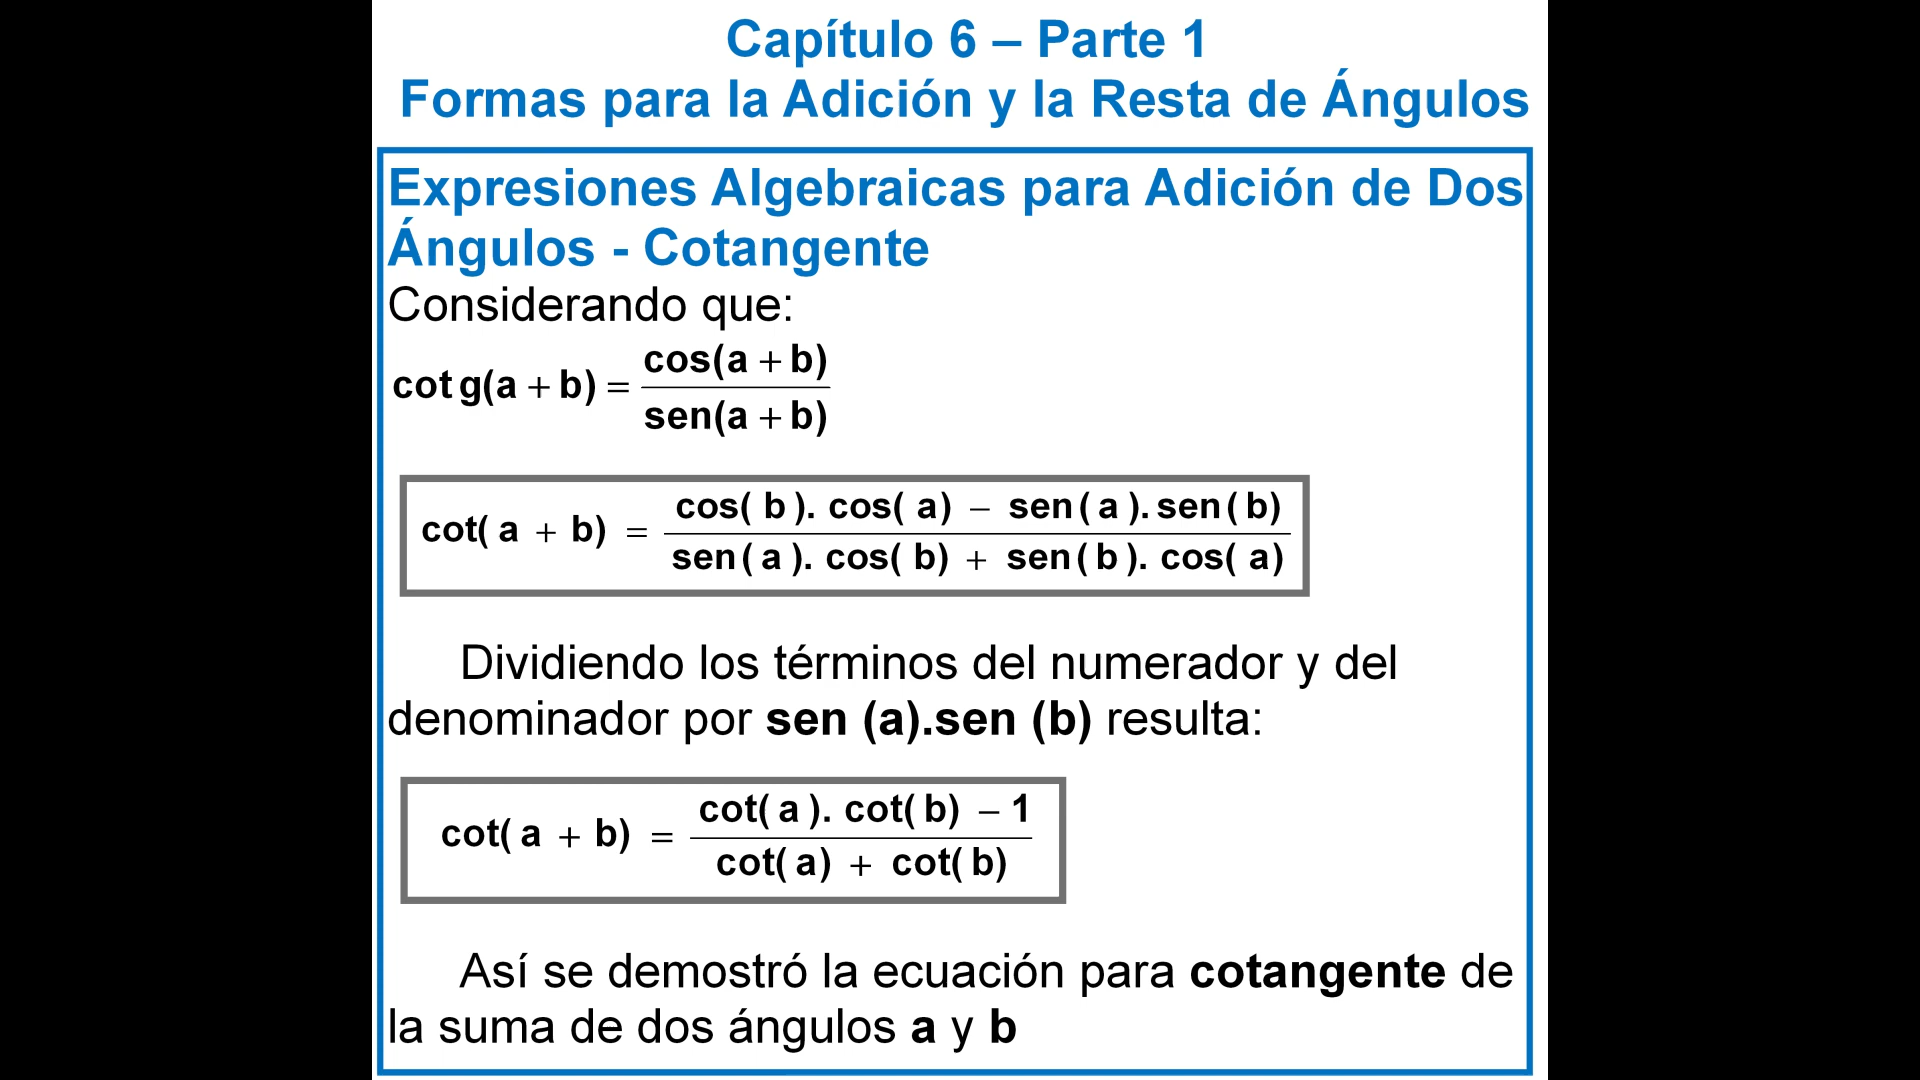 Capítulo 6 – Parte 1
Formas para la Adición y la Resta de Ángulos
Expresiones Algebraicas para Adición de Dos
Ángulos - Cotangente
Considerando que:
cot g(a + b) = cos(a + b) / sen(a + b)
cot( a + b) = cos( b ). cos( a) – sen( a ). sen( b) / sen( a ). cos( b) + sen( b ). cos( a)
Dividiendo los términos del numerador y del
denominador por sen (a).sen (b) resulta:
cot( a + b) = cot( a ). cot( b) – 1 / cot( a) + cot( b)
Así se demostró la ecuación para cotangente de
la suma de dos ángulos a y b